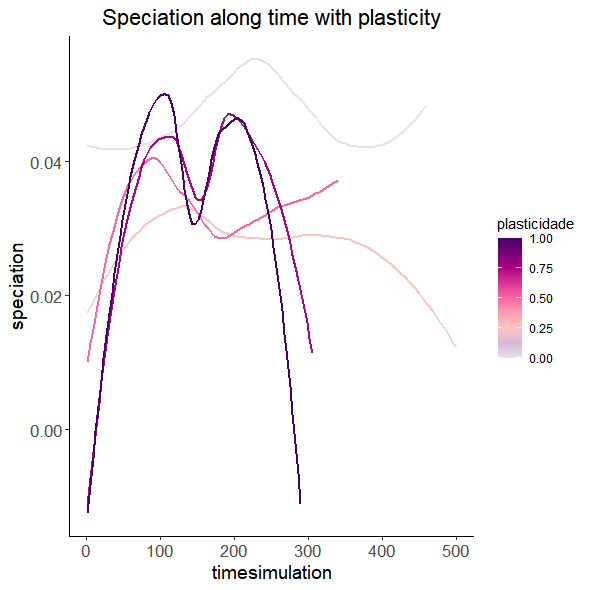 Speciation along time with plasticity
speciation
0.04
0.02
0.00
0 100 200 300 400 500
timesimulation
plasticidade
1.00
0.75
0.50
0.25
0.00